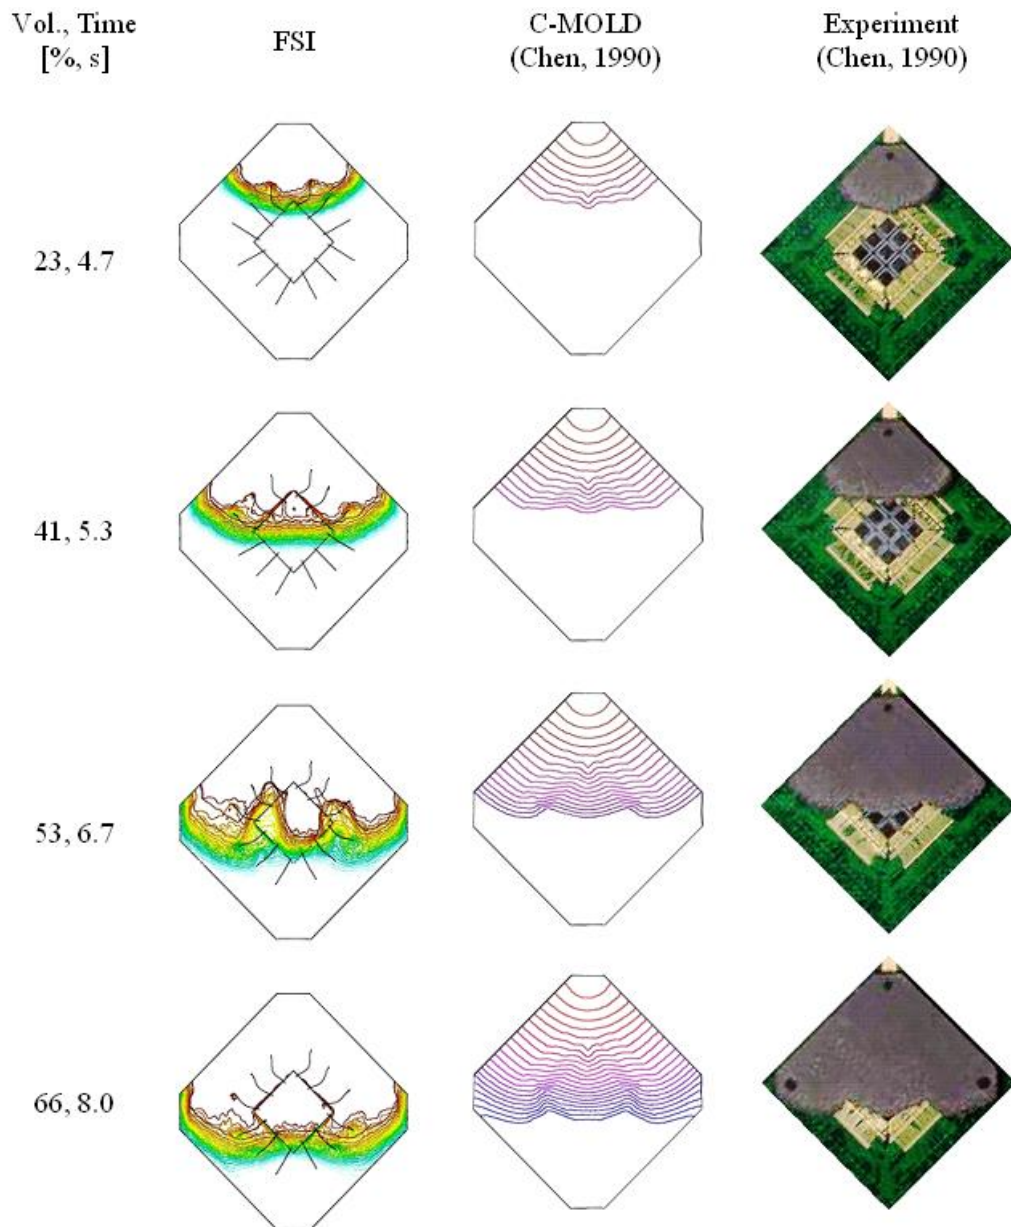 Vol., Time
[%, s]
FSI
C-MOLD
(Chen, 1990)
Experiment
(Chen, 1990)
23, 4.7
41, 5.3
53, 6.7
66, 8.0